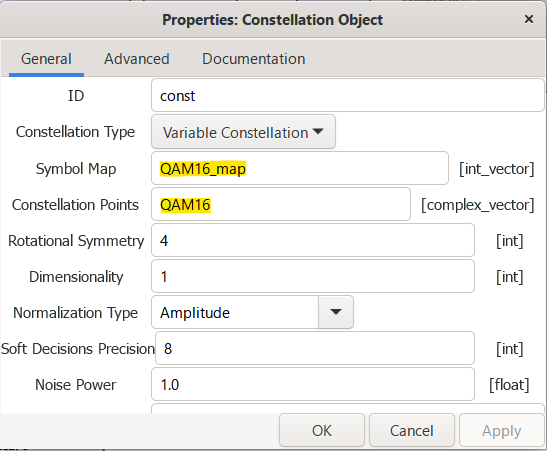 Properties: Constellation Object ×
General Advanced Documentation
ID const
Constellation Type Variable Constellation
Symbol Map QAM16_map [int_vector]
Constellation Points QAM16 [complex_vector]
Rotational Symmetry 4 [int]
Dimensionality 1 [int]
Normalization Type Amplitude
Soft Decisions Precision 8 [int]
Noise Power 1.0 [float]
OK Cancel Apply